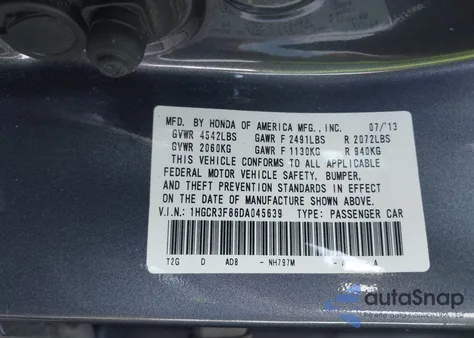 MFD. BY HONDA OF AMERICA MFG., INC. 07/13
GVWR 4542LBS GAWR F 2491LBS R 2072LBS
GVWR 2060KG GAWR F 1130KG R 940KG
THIS VEHICLE CONFORMS TO ALL APPLICABLE
FEDERAL MOTOR VEHICLE SAFETY, BUMPER,
AND THEFT PREVENTION STANDARDS IN EFFECT
ON THE DATE OF MANUFACTURE SHOWN ABOVE.
V.I.N.: 1HGCR3F86DA045639 TYPE: PASSENGER CAR
T2G D ADB - NH797M - A
autoSnap